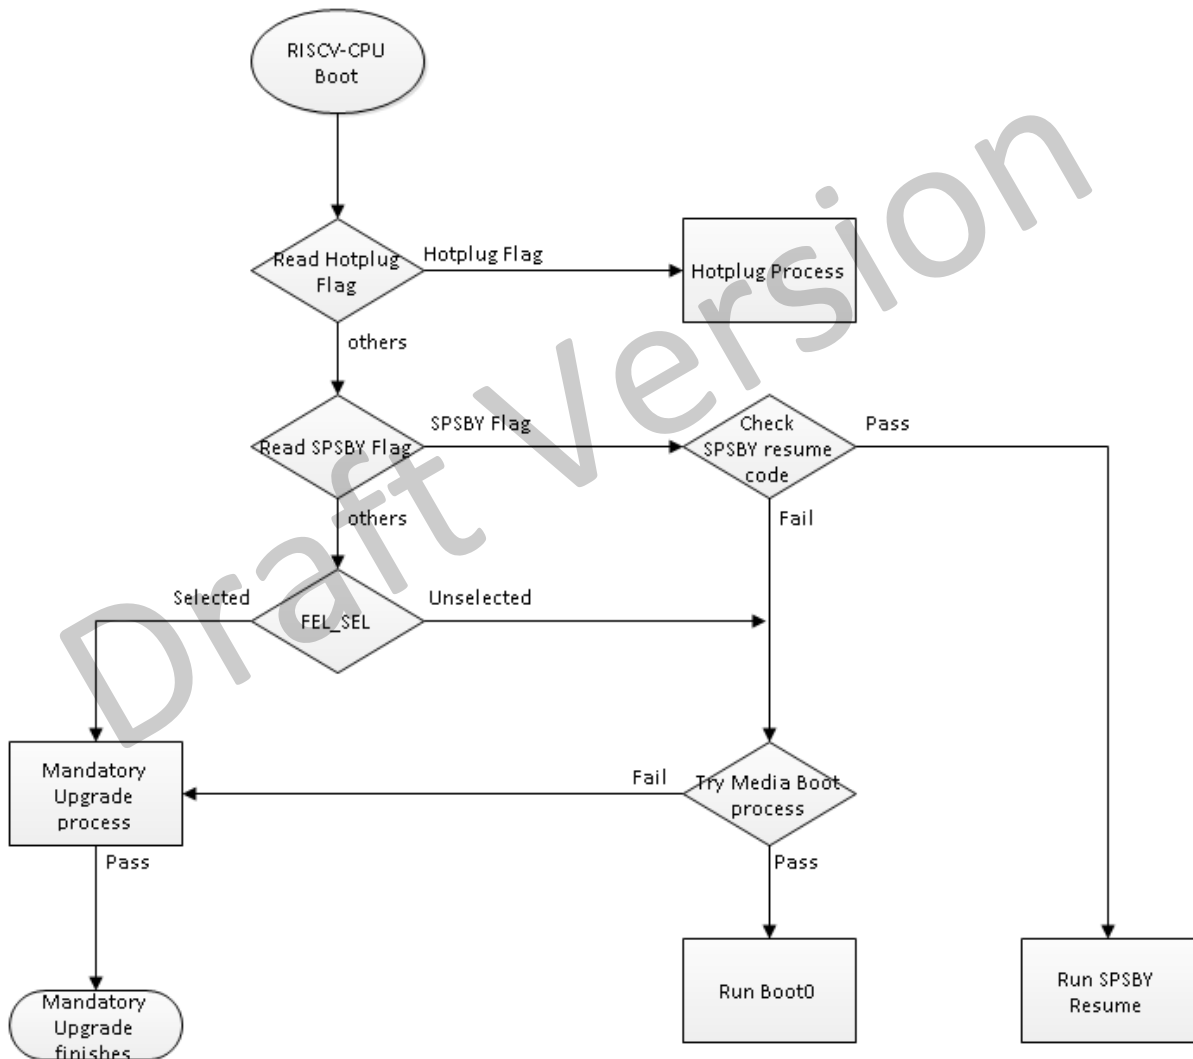 RISCV-CPU
Boot
Read Hotplug
Flag
Hotplug Flag
Hotplug Process
others
Read SPSBY Flag
SPSBY Flag
Check
SPSBY resume
code
Pass
others
Fail
Selected
FEL_SEL
Unselected
Mandatory
Upgrade
process
Fail
Try Media Boot
process
Pass
Pass
Mandatory
Upgrade
finishes
Run Boot0
Run SPSBY
Resume
Draft Version